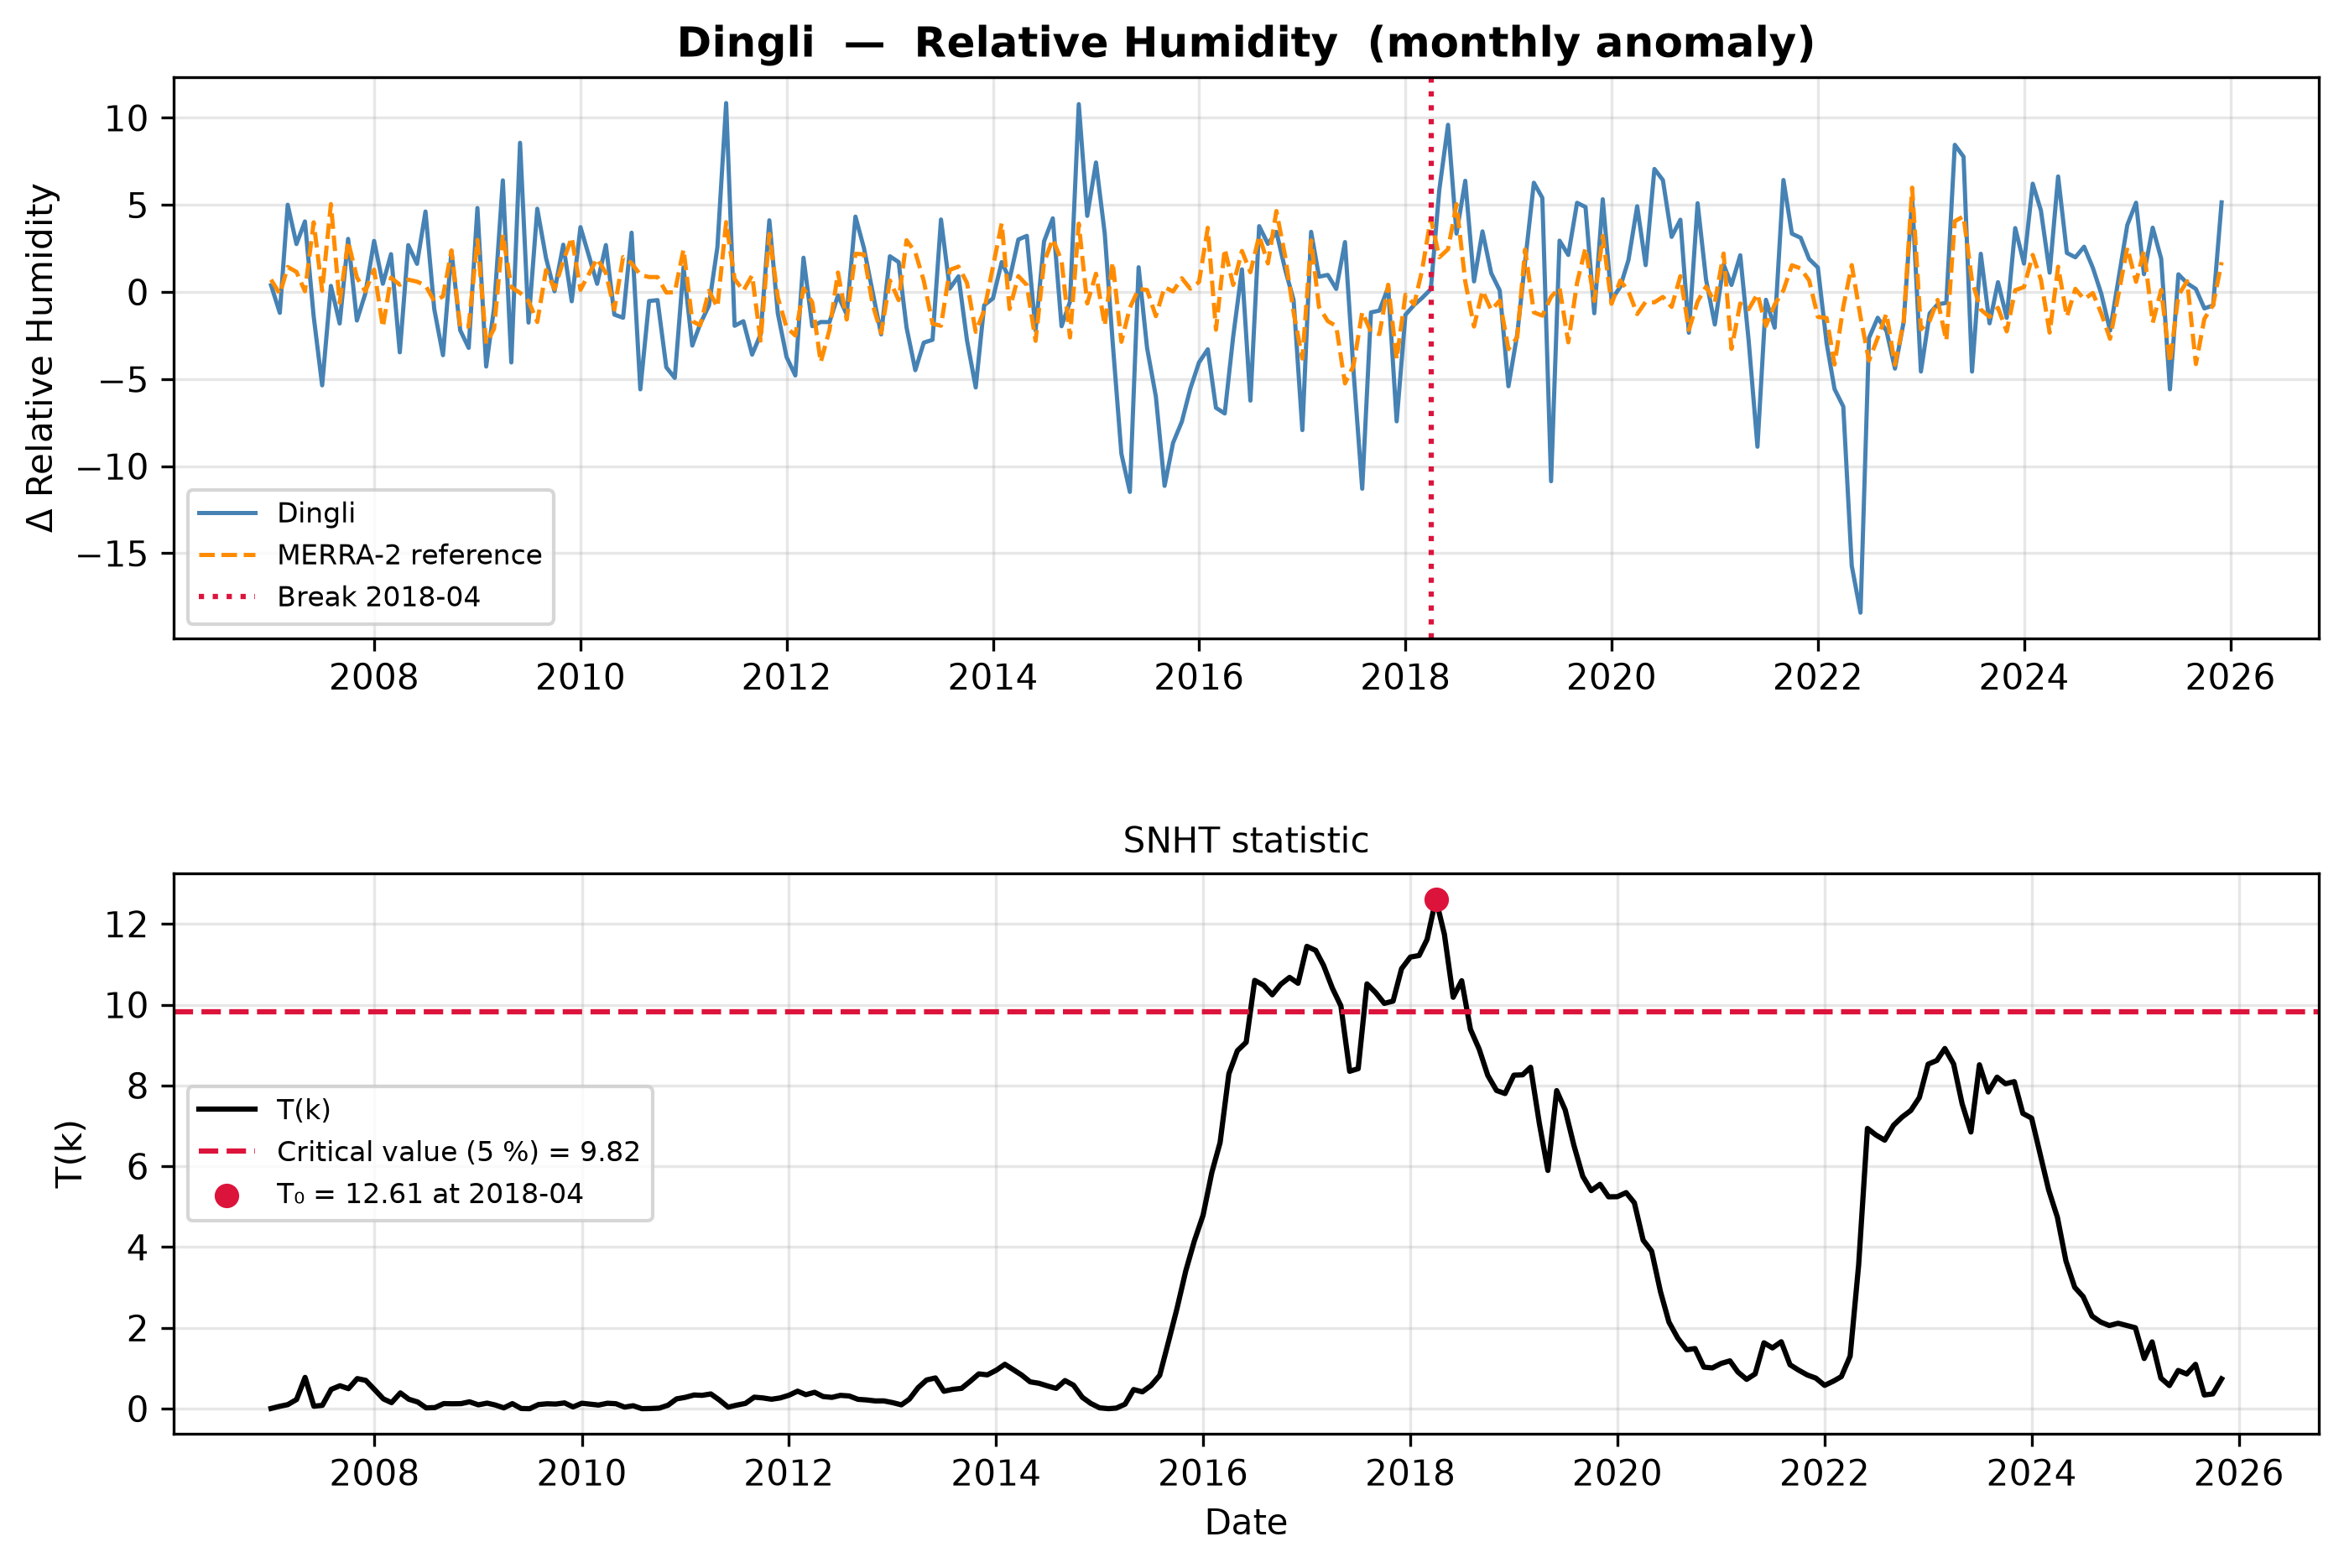 Dingli — Relative Humidity (monthly anomaly)
Δ Relative Humidity
10
5
0
−5
−10
−15
Dingli
MERRA-2 reference
Break 2018-04
2008 2010 2012 2014 2016 2018 2020 2022 2024 2026
SNHT statistic
T(k)
12
10
8
6
4
2
0
T(k)
Critical value (5 %) = 9.82
T₀ = 12.61 at 2018-04
2008 2010 2012 2014 2016 2018 2020 2022 2024 2026
Date